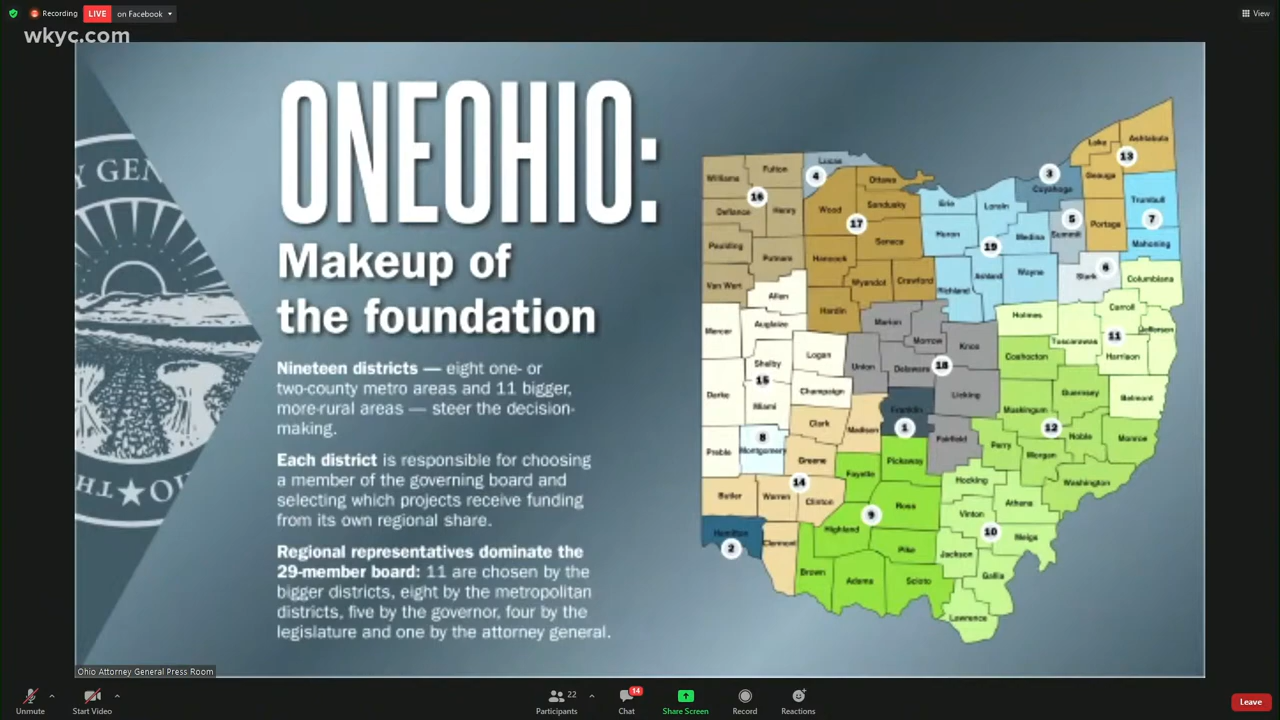 Recording
LIVE
on Facebook
View
wkyc.com
Y GEN
ONEOHIO:
Makeup of
the foundation
Nineteen districts — eight one- or
two-county metro areas and 11 bigger,
more-rural areas — steer the decision-
making.
Each district is responsible for choosing
a member of the governing board and
selecting which projects receive funding
from its own regional share.
Regional representatives dominate the
29-member board: 11 are chosen by the
bigger districts, eight by the metropolitan
districts, five by the governor, four by the
legislature and one by the attorney general.
Williams
Fulton
Lucas
4
Ottawa
Lake
Ashtabula
13
Geauga
3
Cuyahoga
16
Defiance
Henry
Wood
Sandusky
17
Erie
Lorain
Trumbull
7
Mahoning
Huron
Medina
5
Summit
Portage
19
Seneca
Paulding
Putnam
Hancock
Van Wert
Wyandot
Crawford
Richland
Ashland
Wayne
Stark
6
Columbiana
Allen
Hardin
Marion
Morrow
Knox
Holmes
Carroll
Jefferson
11
Tuscarawas
Harrison
Mercer
Auglaize
Logan
Union
Delaware
18
Coshocton
Shelby
15
Darke
Miami
Champaign
Licking
Guernsey
Belmont
Franklin
1
Muskingum
12
Noble
Monroe
Clark
Madison
Fairfield
Perry
Morgan
Preble
8
Montgomery
Greene
Fayette
Pickaway
Hocking
Washington
Butler
Warren
14
Clinton
Ross
9
Athens
Vinton
Highland
10
Meigs
Hamilton
2
Clermont
Pike
Jackson
Brown
Adams
Scioto
Gallia
Lawrence
Ohio Attorney General Press Room
Unmute
Start Video
Participants
22
Chat
14
Share Screen
Record
Reactions
Leave